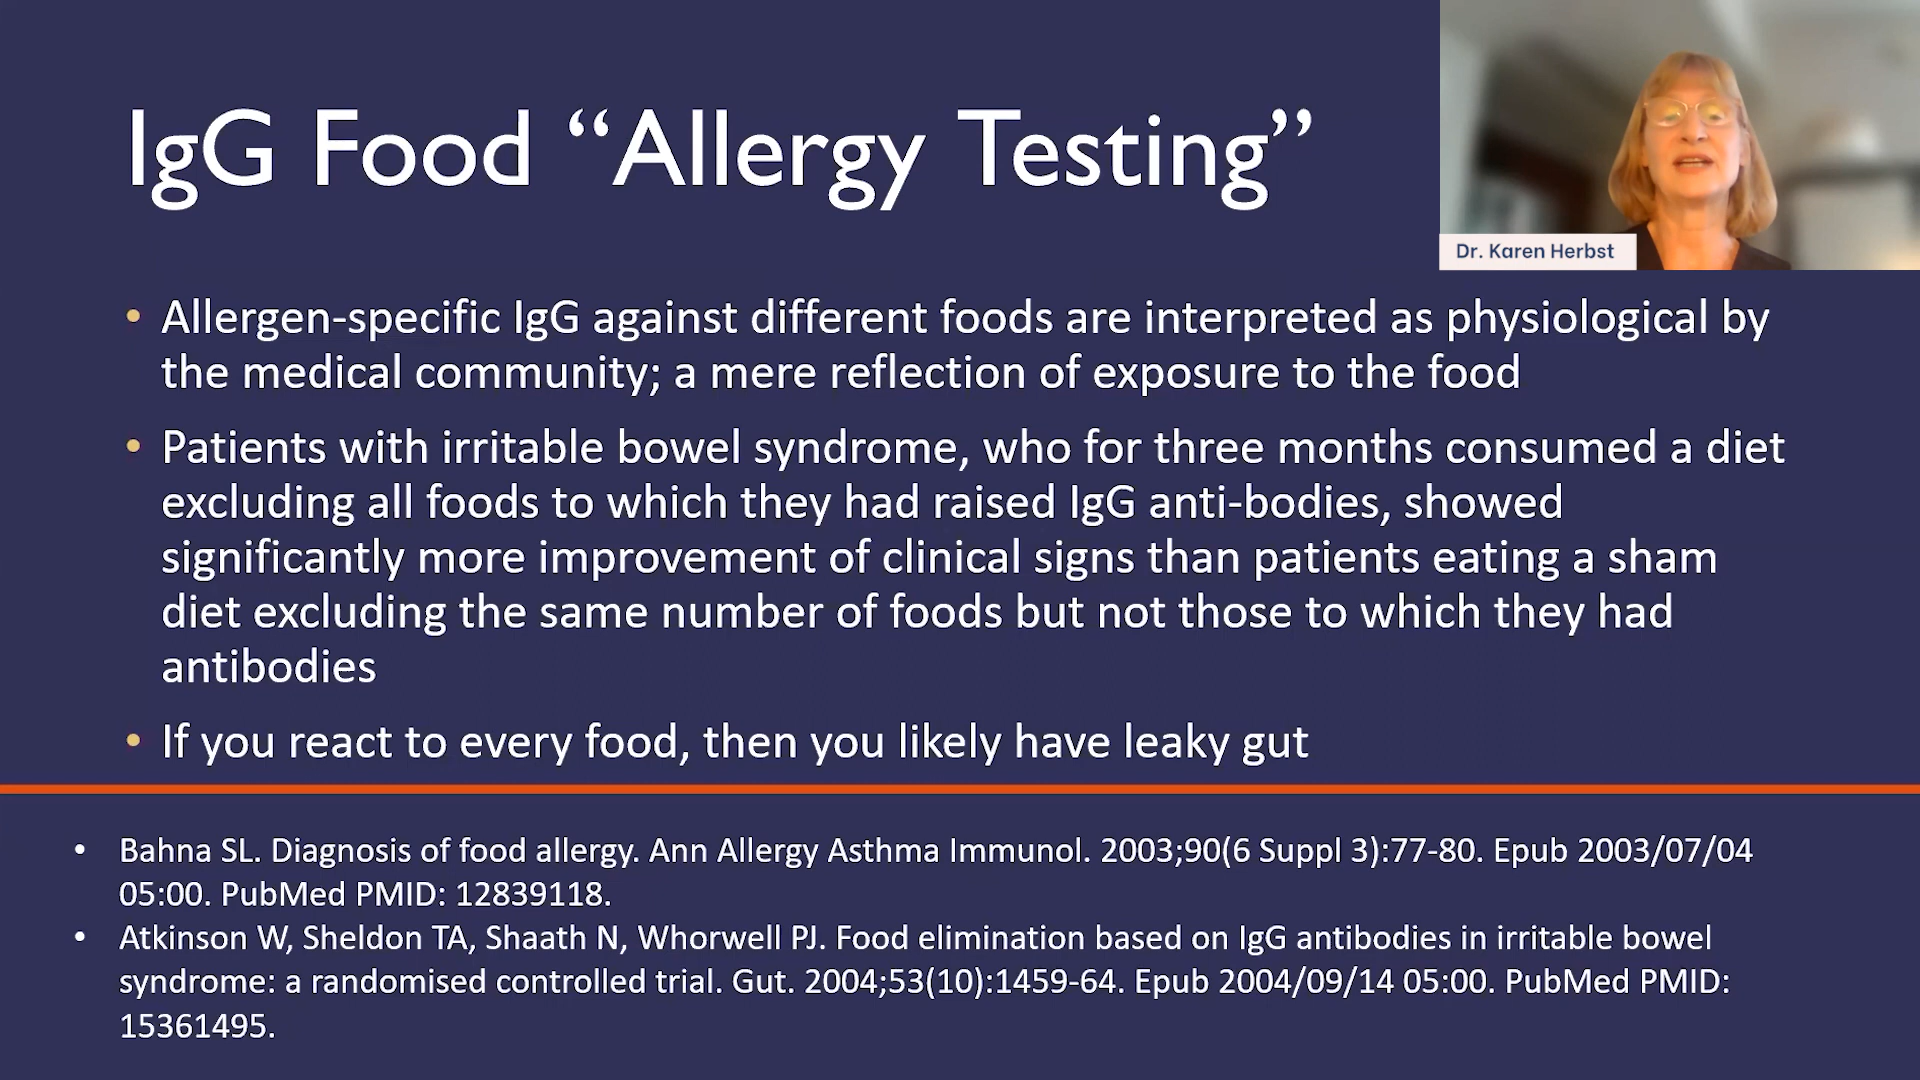 IgG Food “Allergy Testing”
Dr. Karen Herbst
• Allergen-specific IgG against different foods are interpreted as physiological by
the medical community; a mere reflection of exposure to the food
• Patients with irritable bowel syndrome, who for three months consumed a diet
excluding all foods to which they had raised IgG anti-bodies, showed
significantly more improvement of clinical signs than patients eating a sham
diet excluding the same number of foods but not those to which they had
antibodies
• If you react to every food, then you likely have leaky gut
• Bahna SL. Diagnosis of food allergy. Ann Allergy Asthma Immunol. 2003;90(6 Suppl 3):77-80. Epub 2003/07/04
05:00. PubMed PMID: 12839118.
• Atkinson W, Sheldon TA, Shaath N, Whorwell PJ. Food elimination based on IgG antibodies in irritable bowel
syndrome: a randomised controlled trial. Gut. 2004;53(10):1459-64. Epub 2004/09/14 05:00. PubMed PMID:
15361495.